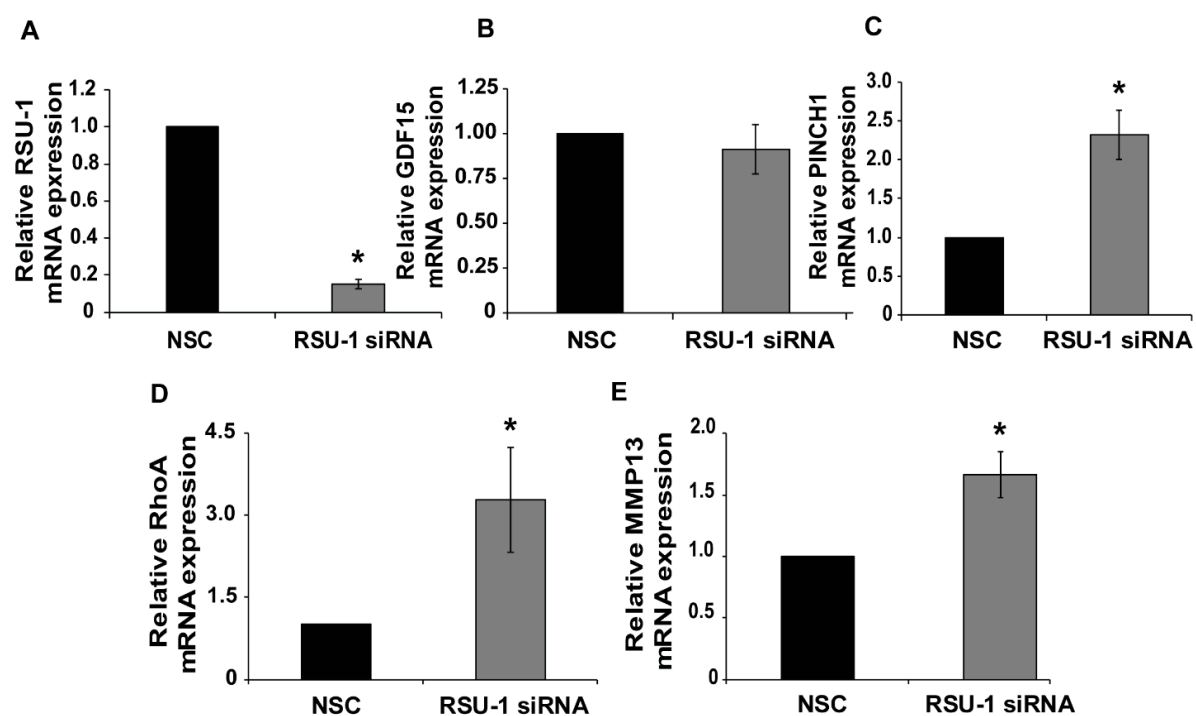 A
Relative RSU-1
mRNA epxression
1.2
1.0
0.8
0.6
0.4
0.2
0
*
NSC
RSU-1 siRNA
B
Relative GDF15
mRNA expression
1.25
1.00
0.75
0.50
0.25
0
NSC
RSU-1 siRNA
C
Relative PINCH1
mRNA expression
3.0
2.5
2.0
1.5
1.0
0.5
0
*
NSC
RSU-1 siRNA
D
Relative RhoA
mRNA expression
4.5
3.0
1.5
0
*
NSC
RSU-1 siRNA
E
Relative MMP13
mRNA expression
2.0
1.5
1.0
0.5
0
*
NSC
RSU-1 siRNA